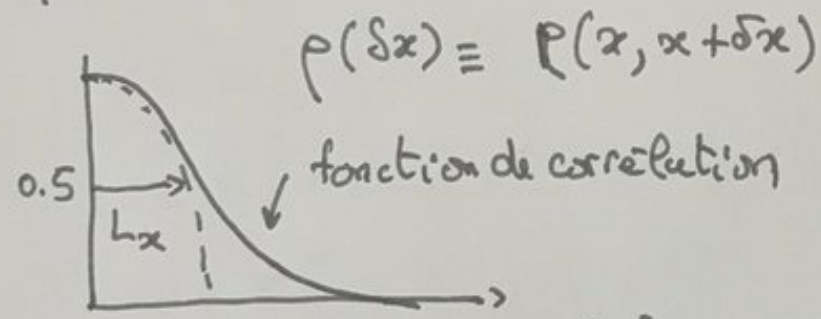 ρ(δx) ≡ ρ(x, x+δx)
fonction de corrélation
0.5
Lx